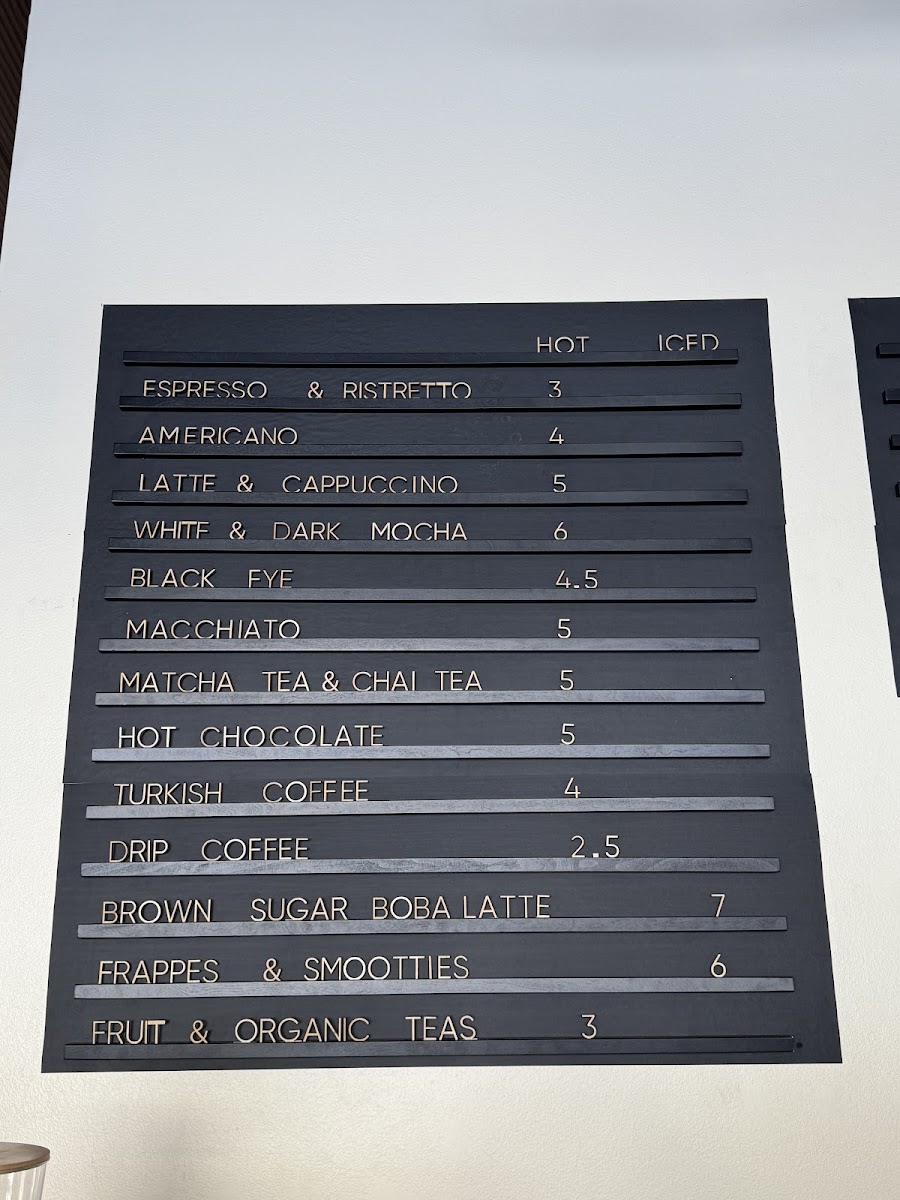 HOT ICED
ESPRESSO & RISTRETTO 3
AMERICANO 4
LATTE & CAPPUCCINO 5
WHITE & DARK MOCHA 6
BLACK EYE 4.5
MACCHIATO 5
MATCHA TEA & CHAI TEA 5
HOT CHOCOLATE 5
TURKISH COFFEE 4
DRIP COFFEE 2.5
BROWN SUGAR BOBA LATTE 7
FRAPPES & SMOOTTIES 6
FRUIT & ORGANIC TEAS 3